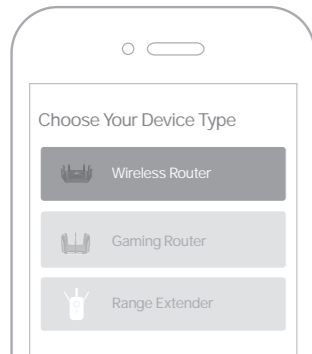 Choose Your Device Type
Wireless Router
Gaming Router
Range Extender